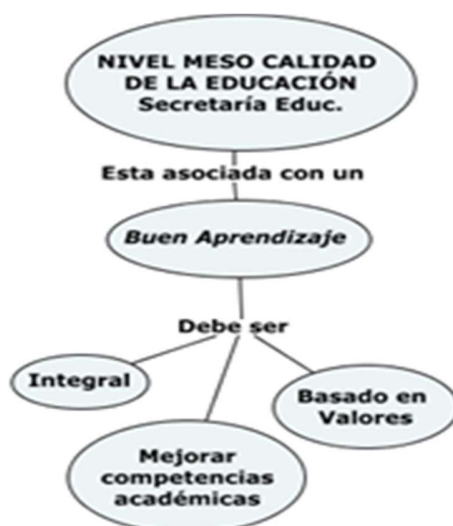 NIVEL MESO CALIDAD
DE LA EDUCACIÓN
Secretaría Educ.
Esta asociada con un
Buen Aprendizaje
Debe ser
Integral
Basado en
Valores
Mejorar
competencias
académicas